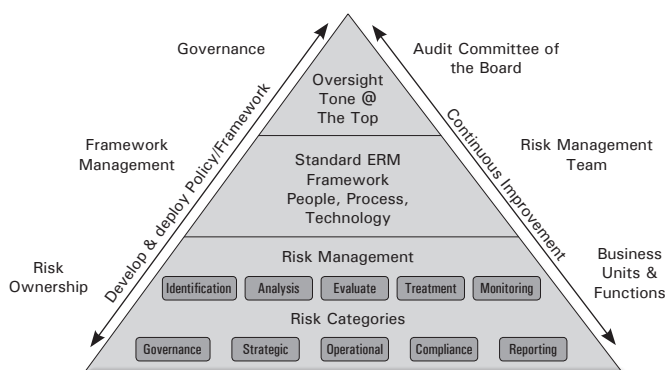 Governance
Audit Committee of
the Board
Oversight
Tone @
The Top
Develop & deploy Policy/Framework
Continuous Improvement
Framework
Management
Risk Management
Team
Standard ERM
Framework
People, Process,
Technology
Risk
Ownership
Business
Units &
Functions
Risk Management
Identification
Analysis
Evaluate
Treatment
Monitoring
Risk Categories
Governance
Strategic
Operational
Compliance
Reporting